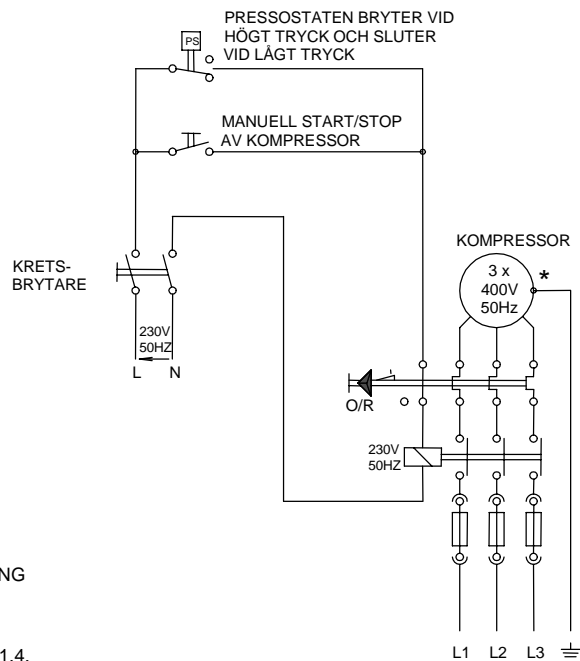 PRESSOSTATEN BRYTER VID
HÖGT TRYCK OCH SLUTER
VID LÅGT TRYCK
PS
MANUELL START/STOP
AV KOMPRESSOR
KRETS-
BRYTARE
230V
50HZ
L N
KOMPRESSOR
3 x
400V
50Hz
*
O/R
230V
50HZ
NG
1.4.
L1 L2 L3